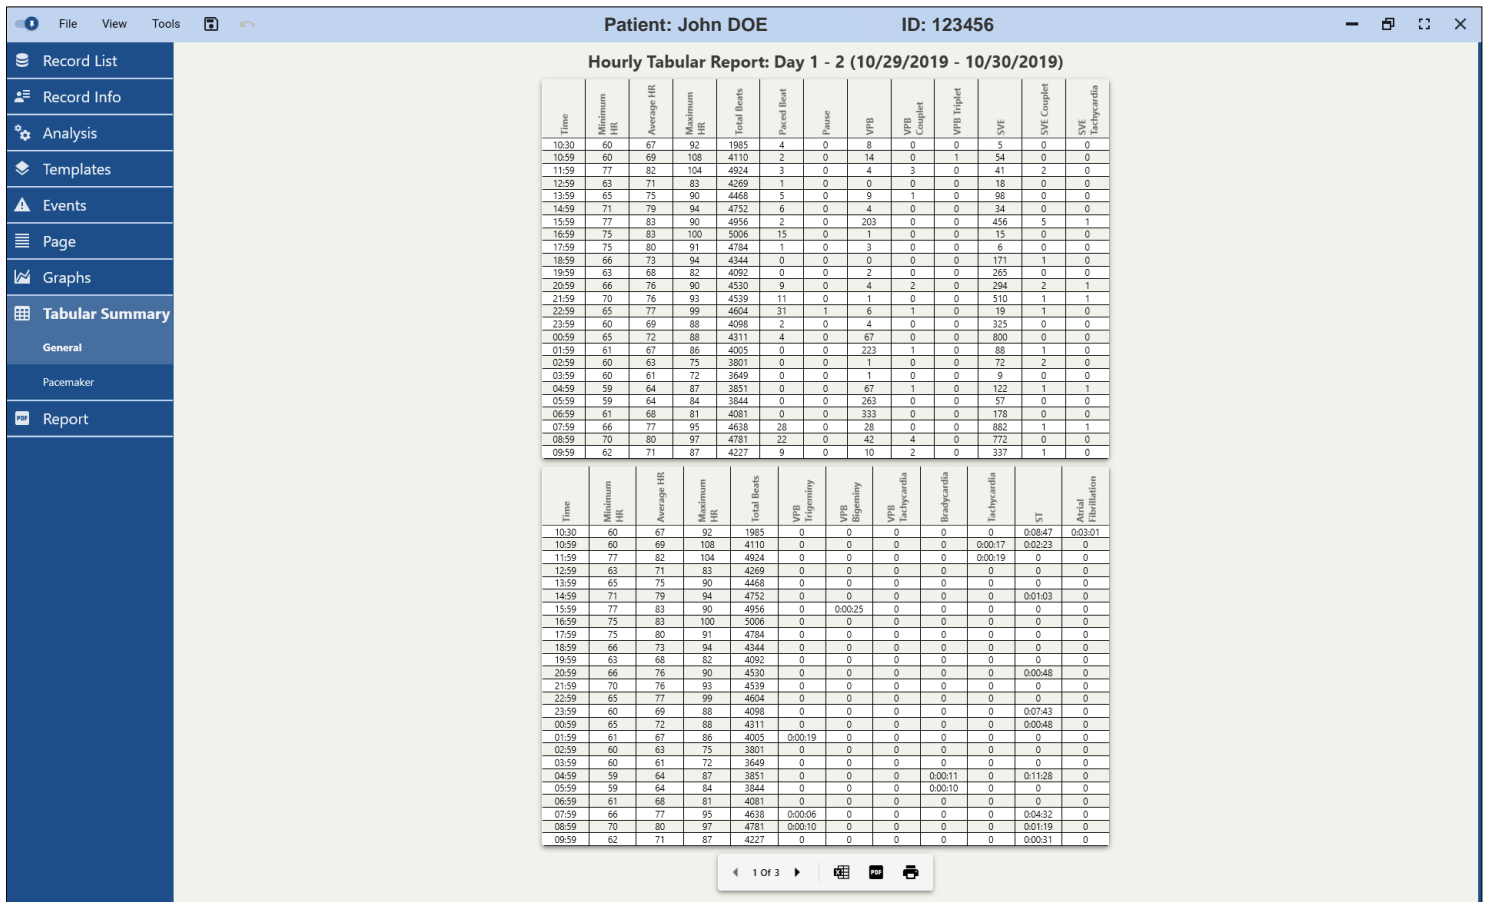 File View Tools Patient: John DOE ID: 123456
Record List
Record Info
Analysis
Templates
Events
Page
Graphs
Tabular Summary
General
Pacemaker
PDF Report
Hourly Tabular Report: Day 1 - 2 (10/29/2019 - 10/30/2019)
Time Minimum HR Average HR Maximum HR Total Beats Paced Beat Pause VPB VPB Couplet VPB Triplet SVE SVE Couplet SVE Tachycardia
10:30 60 67 92 1985 4 0 8 0 0 5 0 0
10:59 60 69 108 4110 2 0 14 0 1 54 0 0
11:59 77 82 104 4924 3 0 4 3 0 41 2 0
12:59 63 71 83 4269 1 0 0 0 0 18 0 0
13:59 65 75 90 4468 5 0 9 1 0 98 0 0
14:59 71 79 94 4752 6 0 4 0 0 34 0 0
15:59 77 83 90 4956 2 0 203 0 0 456 5 1
16:59 75 83 100 5006 15 0 1 0 0 15 0 0
17:59 75 80 91 4784 1 0 3 0 0 6 0 0
18:59 66 73 94 4344 0 0 0 0 0 171 1 0
19:59 63 68 82 4092 0 0 2 0 0 265 0 0
20:59 66 76 90 4530 9 0 4 2 0 294 2 1
21:59 70 76 93 4539 11 0 1 0 0 510 1 1
22:59 65 77 99 4604 31 1 6 1 0 19 1 0
23:59 60 69 88 4098 2 0 4 0 0 325 0 0
00:59 65 72 88 4311 4 0 67 0 0 800 0 0
01:59 61 67 86 4005 0 0 223 1 0 88 1 0
02:59 60 63 75 3801 0 0 1 0 0 72 2 0
03:59 60 61 72 3649 0 0 1 0 0 9 0 0
04:59 59 64 87 3851 0 0 67 1 0 122 1 1
05:59 59 64 84 3844 0 0 263 0 0 57 0 0
06:59 61 68 81 4081 0 0 333 0 0 178 0 0
07:59 66 77 95 4638 28 0 28 0 0 882 1 1
08:59 70 80 97 4781 22 0 42 4 0 772 0 0
09:59 62 71 87 4227 9 0 10 2 0 337 1 0
Time Minimum HR Average HR Maximum HR Total Beats VPB Trigeminy VPB Bigeminy VPB Tachycardia Bradycardia Tachycardia ST Atrial Fibrillation
10:30 60 67 92 1985 0 0 0 0 0 0:08:47 0:03:01
10:59 60 69 108 4110 0 0 0 0 0:00:17 0:02:23 0
11:59 77 82 104 4924 0 0 0 0 0:00:19 0 0
12:59 63 71 83 4269 0 0 0 0 0 0 0
13:59 65 75 90 4468 0 0 0 0 0 0 0
14:59 71 79 94 4752 0 0 0 0 0 0:01:03 0
15:59 77 83 90 4956 0 0:00:25 0 0 0 0 0
16:59 75 83 100 5006 0 0 0 0 0 0 0
17:59 75 80 91 4784 0 0 0 0 0 0 0
18:59 66 73 94 4344 0 0 0 0 0 0 0
19:59 63 68 82 4092 0 0 0 0 0 0 0
20:59 66 76 90 4530 0 0 0 0 0 0:00:48 0
21:59 70 76 93 4539 0 0 0 0 0 0 0
22:59 65 77 99 4604 0 0 0 0 0 0 0
23:59 60 69 88 4098 0 0 0 0 0 0:07:43 0
00:59 65 72 88 4311 0 0 0 0 0 0:00:48 0
01:59 61 67 86 4005 0:00:19 0 0 0 0 0 0
02:59 60 63 75 3801 0 0 0 0 0 0 0
03:59 60 61 72 3649 0 0 0 0 0 0 0
04:59 59 64 87 3851 0 0 0 0:00:11 0 0:11:28 0
05:59 59 64 84 3844 0 0 0 0:00:10 0 0 0
06:59 61 68 81 4081 0 0 0 0 0 0 0
07:59 66 77 95 4638 0:00:06 0 0 0 0 0:04:32 0
08:59 70 80 97 4781 0:00:10 0 0 0 0 0:01:19 0
09:59 62 71 87 4227 0 0 0 0 0 0:00:31 0
1 Of 3 PDF